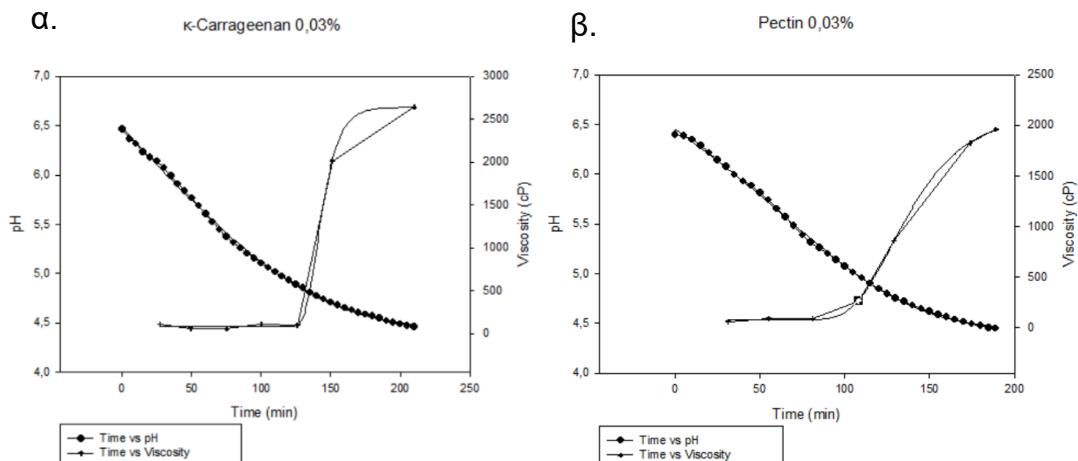 α.
κ-Carrageenan 0,03%
7,0
6,5
6,0
5,5
5,0
4,5
4,0
pH
3000
2500
2000
1500
1000
500
0
Viscosity (cP)
0
50
100
150
200
250
Time (min)
Time vs pH
Time vs Viscosity
β.
Pectin 0,03%
7,0
6,5
6,0
5,5
5,0
4,5
4,0
pH
2500
2000
1500
1000
500
0
Viscosity (cP)
0
50
100
150
200
Time (min)
Time vs pH
Time vs Viscosity